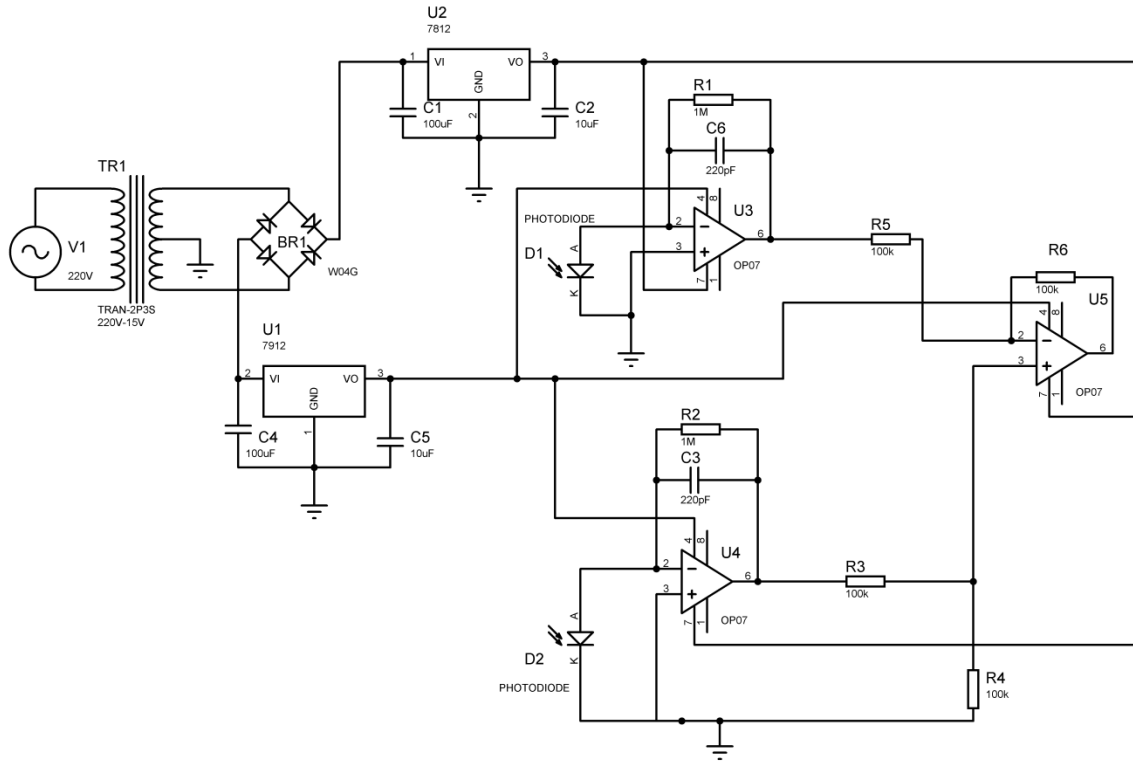 U2
7812
1
VI
VO
3
GND
2
C1
100uF
C2
10uF
R1
1M
C6
220pF
TR1
V1
220V
TRAN-2P3S
220V-15V
BR1
W04G
PHOTODIODE
A
D1
K
2
3
4
8
6
7
1
U3
OP07
R5
100k
R6
100k
U5
4
8
2
3
6
7
1
OP07
U1
7912
2
VI
VO
3
GND
1
C4
100uF
C5
10uF
R2
1M
C3
220pF
4
8
U4
2
3
6
7
1
OP07
R3
100k
A
D2
K
PHOTODIODE
R4
100k